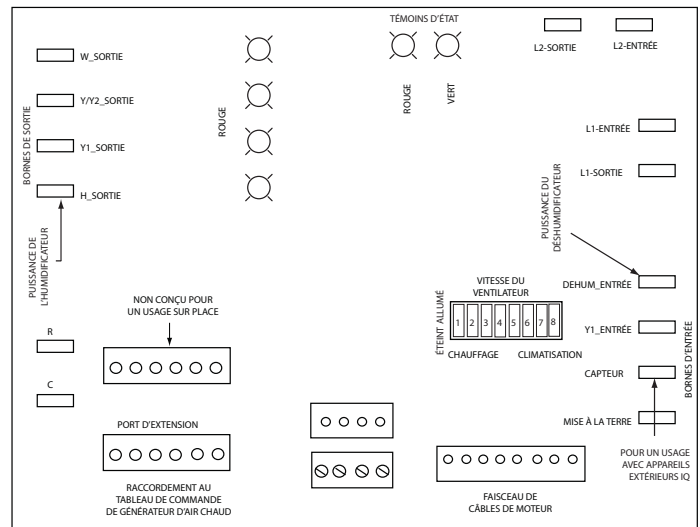 TÉMOINS D'ÉTAT
L2-SORTIE
L2-ENTRÉE
W_SORTIE
Y/Y2_SORTIE
Y1_SORTIE
H_SORTIE
BORNES DE SORTIE
ROUGE
ROUGE
VERT
L1-ENTRÉE
L1-SORTIE
PUISSANCE DE
L'HUMIDIFICATEUR
PUISSANCE DU
DÉSHUMIDIFICATEUR
DEHUM_ENTRÉE
Y1_ENTRÉE
CAPTEUR
MISE À LA TERRE
BORNES D'ENTRÉE
VITESSE DU
VENTILATEUR
ÉTEINT ALLUMÉ
1 2 3 4 5 6 7 8
CHAUFFAGE CLIMATISATION
NON CONÇU POUR
UN USAGE SUR PLACE
R
C
PORT D'EXTENSION
RACCORDEMENT AU
TABLEAU DE COMMANDE
DE GÉNÉRATEUR D'AIR CHAUD
FAISCEAU DE
CÂBLES DE MOTEUR
POUR UN USAGE
AVEC APPAREILS
EXTÉRIEURS IQ